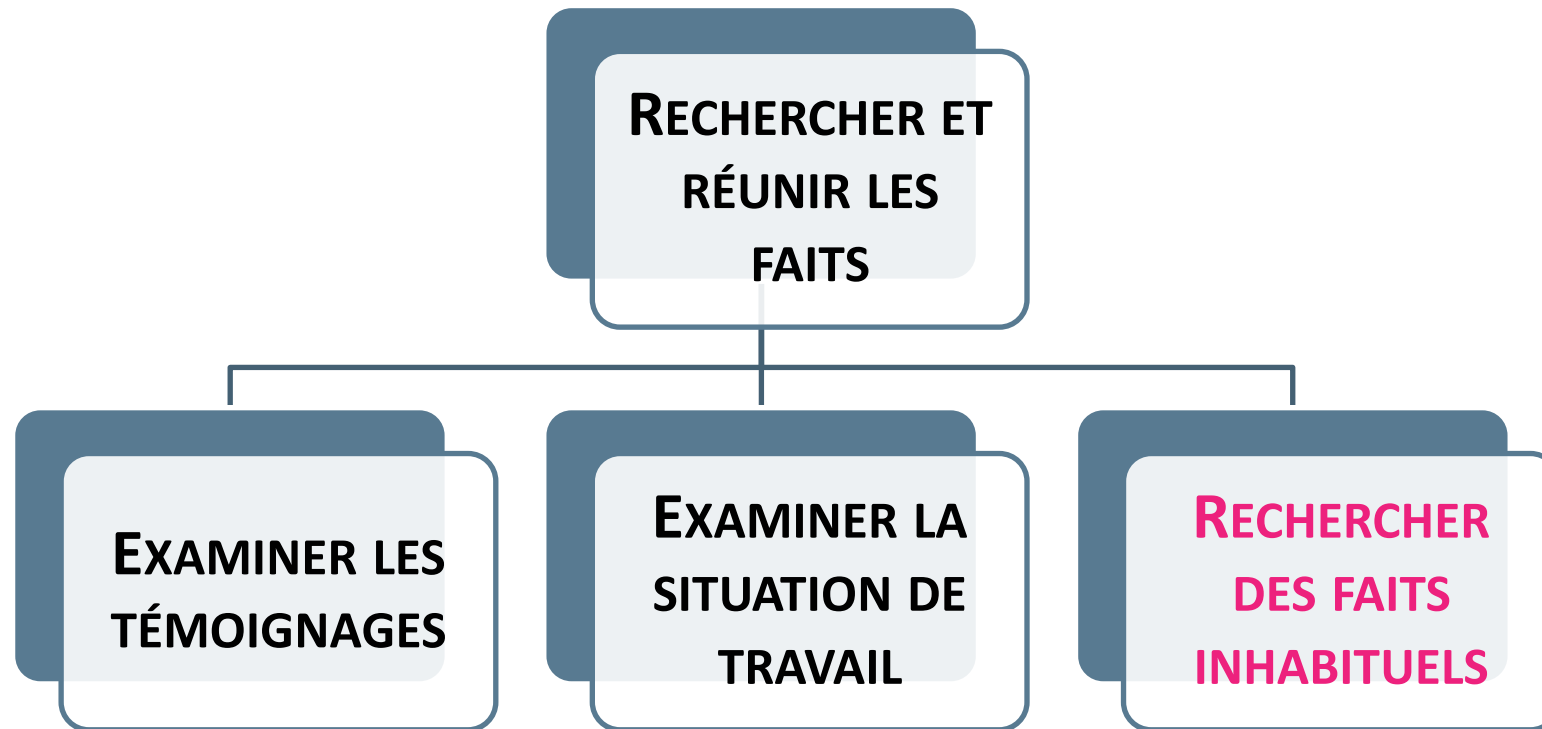 RECHERCHER ET
RÉUNIR LES
FAITS
EXAMINER LES
TÉMOIGNAGES
EXAMINER LA
SITUATION DE
TRAVAIL
RECHERCHER
DES FAITS
INHABITUELS